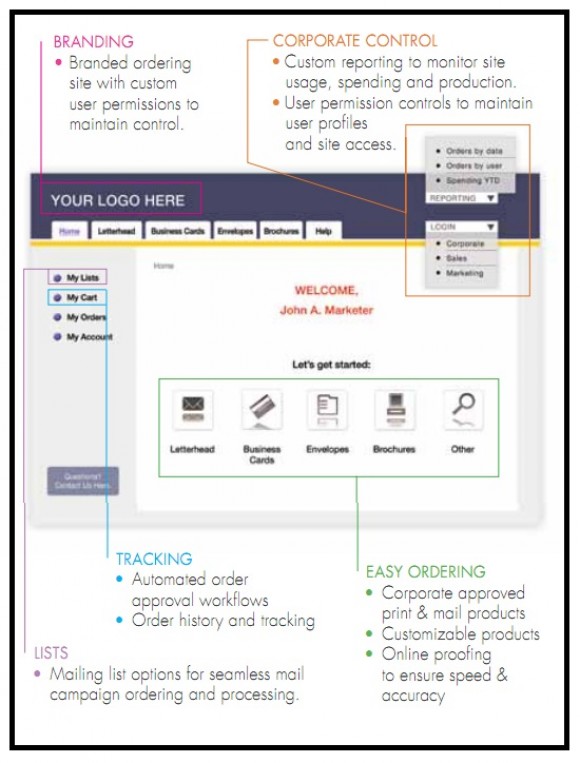 BRANDING
• Branded ordering
site with custom
user permissions to
maintain control.
CORPORATE CONTROL
• Custom reporting to monitor site
usage, spending and production.
• User permission controls to maintain
user profiles
and site access.
• Orders by date
• Orders by user
• Spending YTD
REPORTING ▼
YOUR LOGO HERE
LOGIN ▼
• Corporate
• Sales
• Marketing
Home Letterhead Business Cards Envelopes Brochures Help
Home
My Lists
My Cart
My Orders
My Account
WELCOME,
John A. Marketer
Let's get started:
Letterhead
Business
Cards
Envelopes
Brochures
Other
Questions?
Contact Us Here.
TRACKING
• Automated order
approval workflows
• Order history and tracking
EASY ORDERING
• Corporate approved
print & mail products
• Customizable products
• Online proofing
to ensure speed &
accuracy
LISTS
• Mailing list options for seamless mail
campaign ordering and processing.